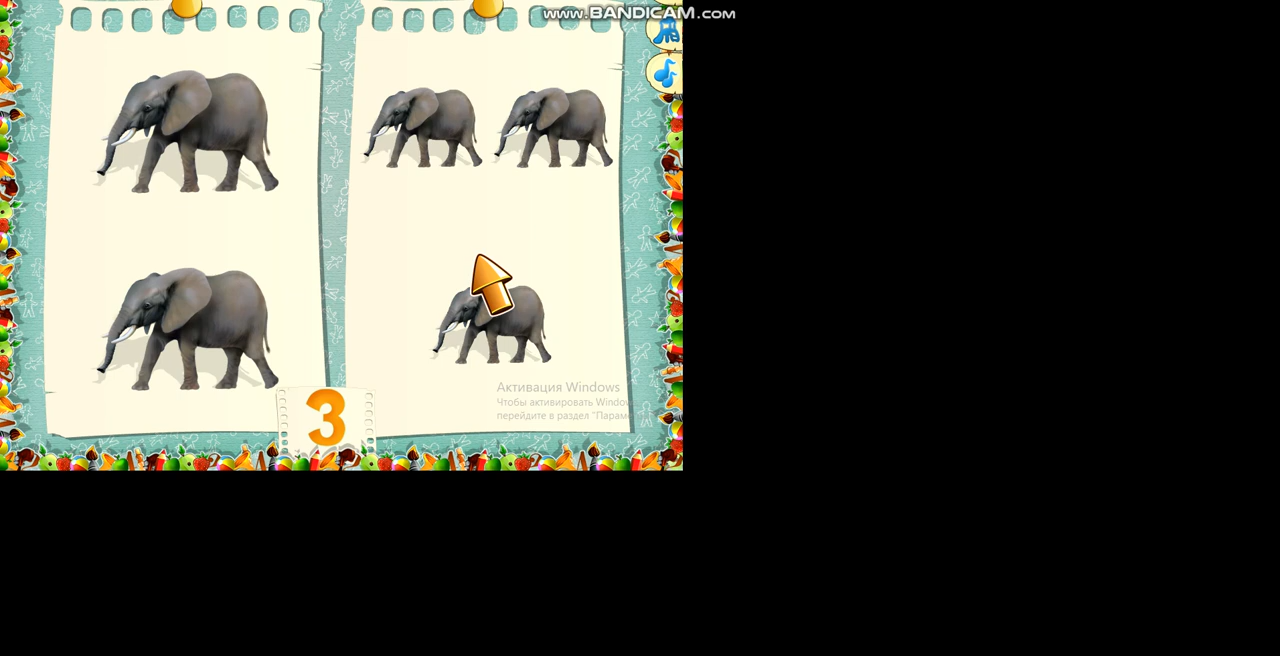 www.BANDICAM.com
Активация Windows
Чтобы активировать Window
перейдите в раздел "Парам
3